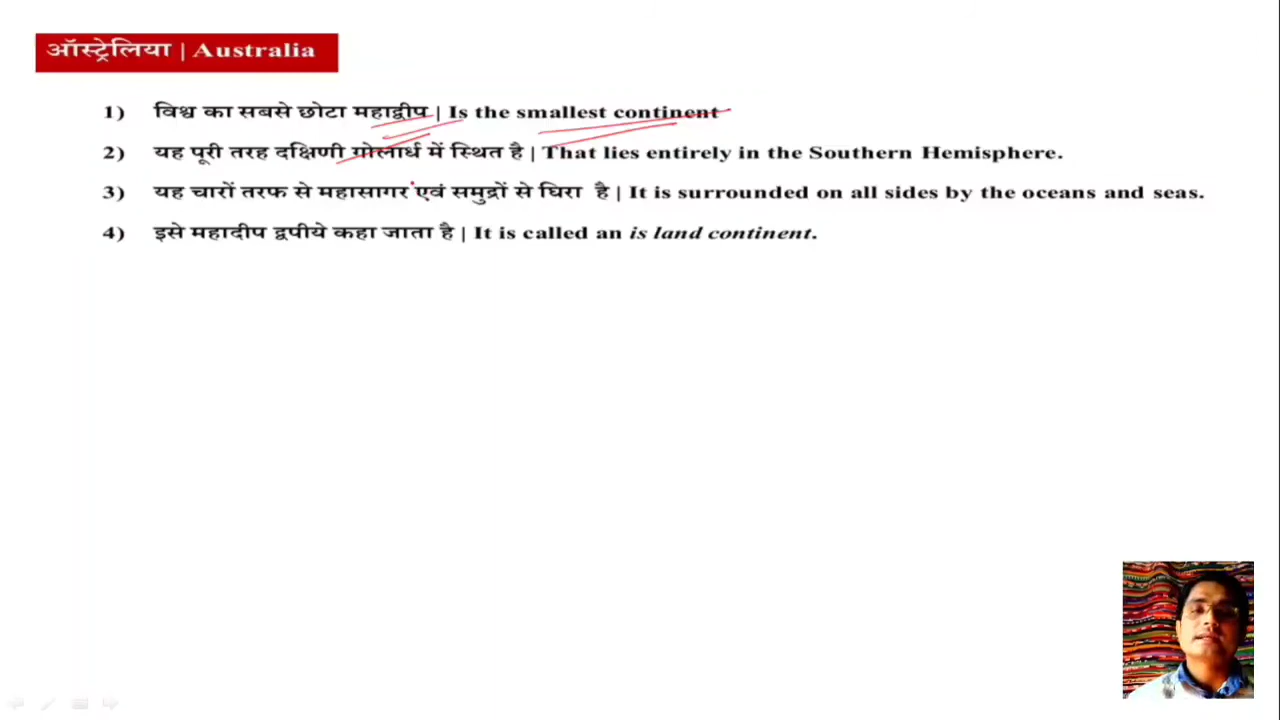 ऑस्ट्रेलिया | Australia
1) विश्व का सबसे छोटा महाद्वीप | Is the smallest continent
2) यह पूरी तरह दक्षिणी गोलार्ध में स्थित है | That lies entirely in the Southern Hemisphere.
3) यह चारों तरफ से महासागर एवं समुद्रों से घिरा है | It is surrounded on all sides by the oceans and seas.
4) इसे महादीप द्वपीये कहा जाता है | It is called an is land continent.